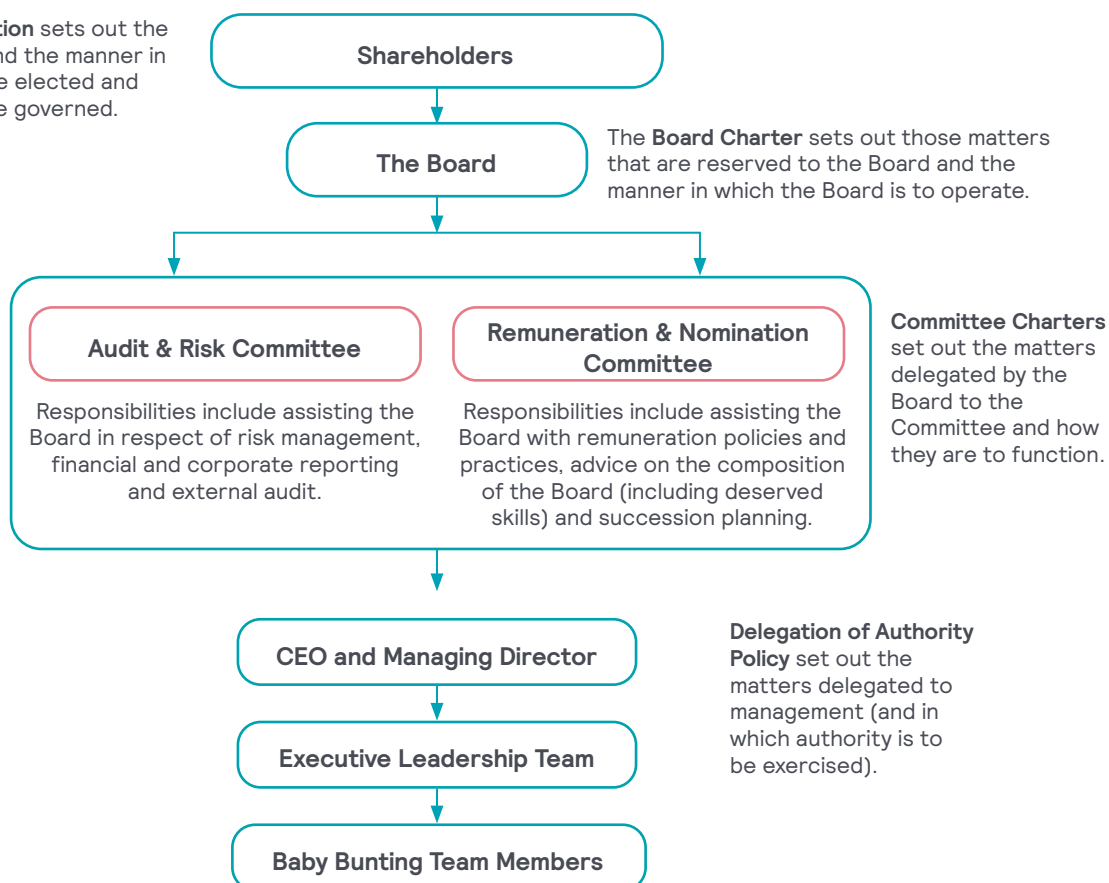 tion sets out the
nd the manner in
e elected and
e governed.
Shareholders
The Board
The Board Charter sets out those matters
that are reserved to the Board and the
manner in which the Board is to operate.
Audit & Risk Committee
Responsibilities include assisting the
Board in respect of risk management,
financial and corporate reporting
and external audit.
Remuneration & Nomination
Committee
Responsibilities include assisting the
Board with remuneration policies and
practices, advice on the composition
of the Board (including deserved
skills) and succession planning.
Committee Charters
set out the matters
delegated by the
Board to the
Committee and how
they are to function.
CEO and Managing Director
Delegation of Authority
Policy set out the
matters delegated to
management (and in
which authority is to
be exercised).
Executive Leadership Team
Baby Bunting Team Members